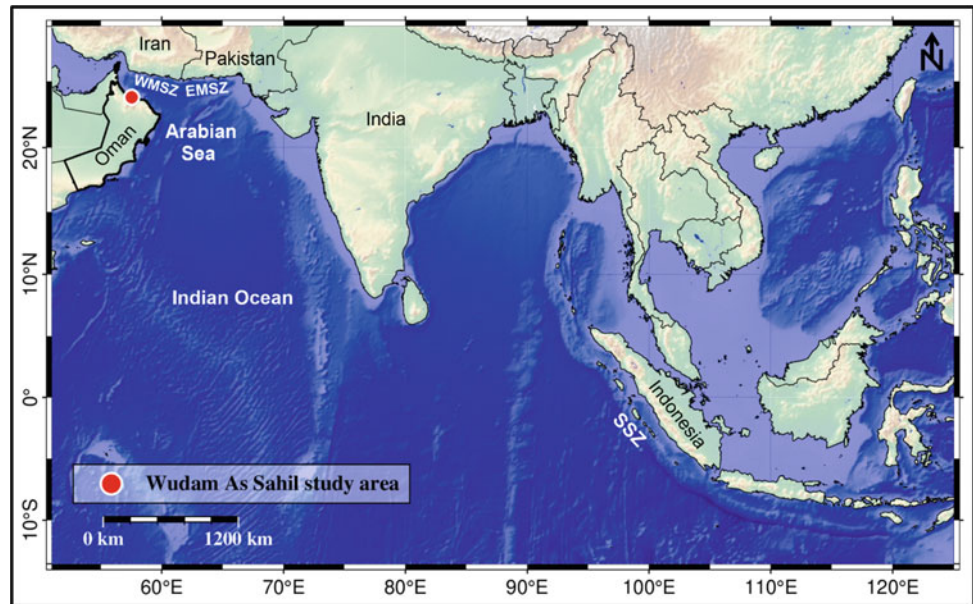 Iran
Pakistan
N
WMSZ EMSZ
Oman
Arabian
Sea
India
20°N
10°N
Indian Ocean
0°
SSZ
Indonesia
10°S
Wudam As Sahil study area
0 km 1200 km
60°E 70°E 80°E 90°E 100°E 110°E 120°E